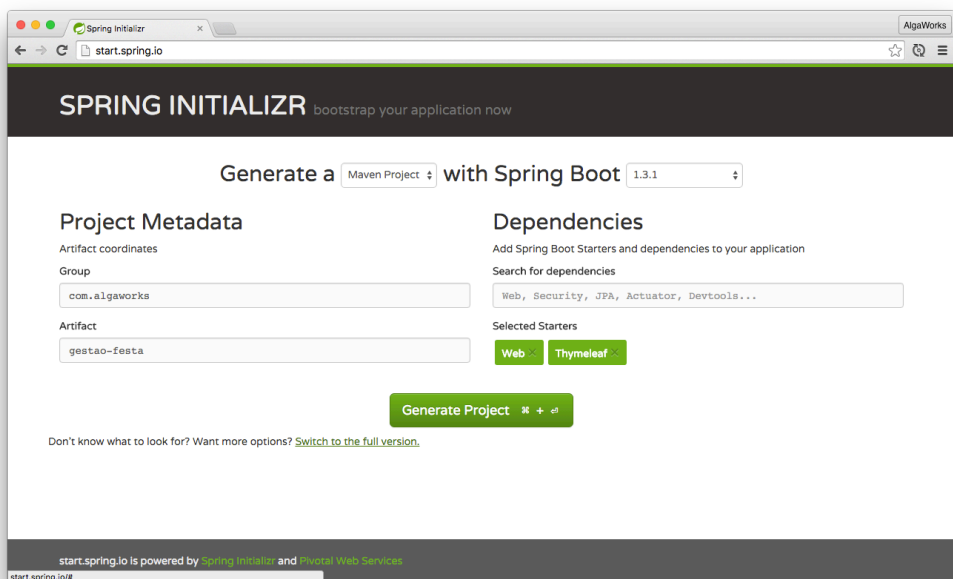 Spring Initializr
AlgaWorks
start.spring.io
SPRING INITIALIZR bootstrap your application now
Generate a Maven Project with Spring Boot 1.3.1
Project Metadata
Artifact coordinates
Group
com.algaworks
Artifact
gestao-festa
Dependencies
Add Spring Boot Starters and dependencies to your application
Search for dependencies
Web, Security, JPA, Actuator, Devtools...
Selected Starters
Web × Thymeleaf ×
Generate Project ⌘ + ⏎
Don't know what to look for? Want more options? Switch to the full version.
start.spring.io is powered by Spring Initializr and Pivotal Web Services
start.spring.io/#